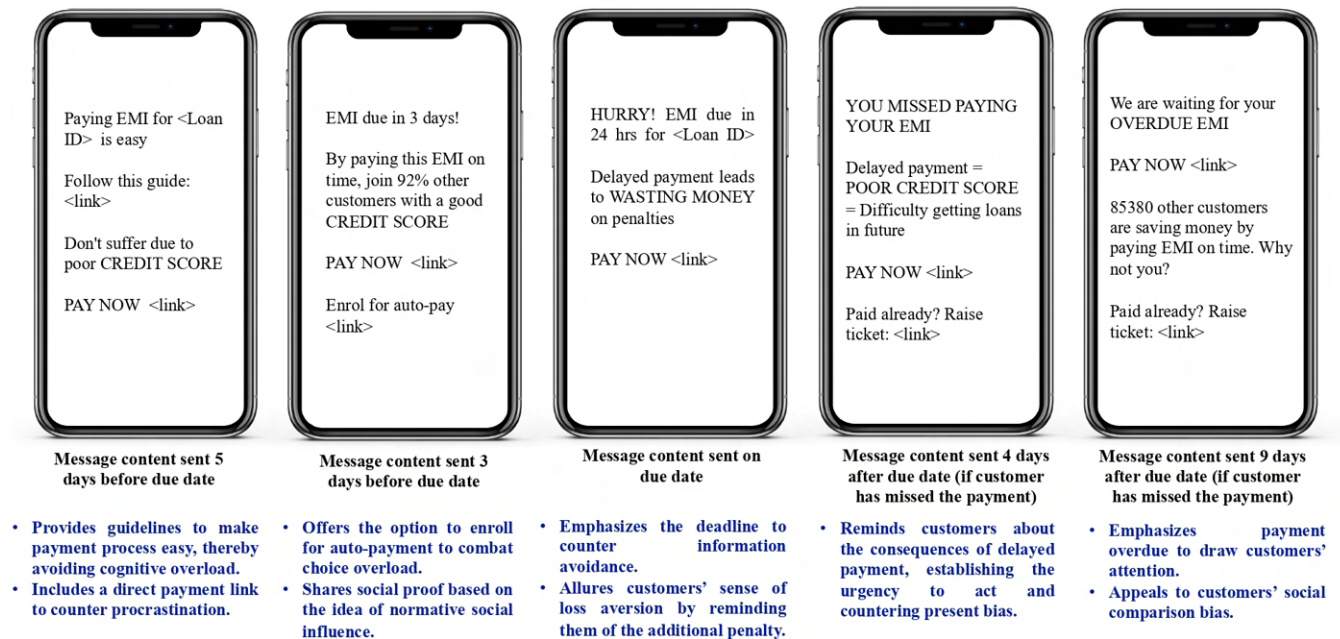 Paying EMI for <Loan
ID> is easy
Follow this guide:
<link>
Don't suffer due to
poor CREDIT SCORE
PAY NOW <link>
EMI due in 3 days!
By paying this EMI on
time, join 92% other
customers with a good
CREDIT SCORE
PAY NOW <link>
Enrol for auto-pay
<link>
HURRY! EMI due in
24 hrs for <Loan ID>
Delayed payment leads
to WASTING MONEY
on penalties
PAY NOW <link>
YOU MISSED PAYING
YOUR EMI
Delayed payment =
POOR CREDIT SCORE
= Difficulty getting loans
in future
PAY NOW <link>
Paid already? Raise
ticket: <link>
We are waiting for your
OVERDUE EMI
PAY NOW <link>
85380 other customers
are saving money by
paying EMI on time. Why
not you?
Paid already? Raise
ticket: <link>
Message content sent 5
days before due date
• Provides guidelines to make
payment process easy, thereby
avoiding cognitive overload.
• Includes a direct payment link
to counter procrastination.
Message content sent 3
days before due date
• Offers the option to enroll
for auto-payment to combat
choice overload.
• Shares social proof based on
the idea of normative social
influence.
Message content sent on
due date
• Emphasizes the deadline to
counter information
avoidance.
• Allures customers' sense of
loss aversion by reminding
them of the additional penalty.
Message content sent 4 days
after due date (if customer
has missed the payment)
• Reminds customers about
the consequences of delayed
payment, establishing the
urgency to act and
countering present bias.
Message content sent 9 days
after due date (if customer
has missed the payment)
• Emphasizes payment
overdue to draw customers'
attention.
• Appeals to customers' social
comparison bias.